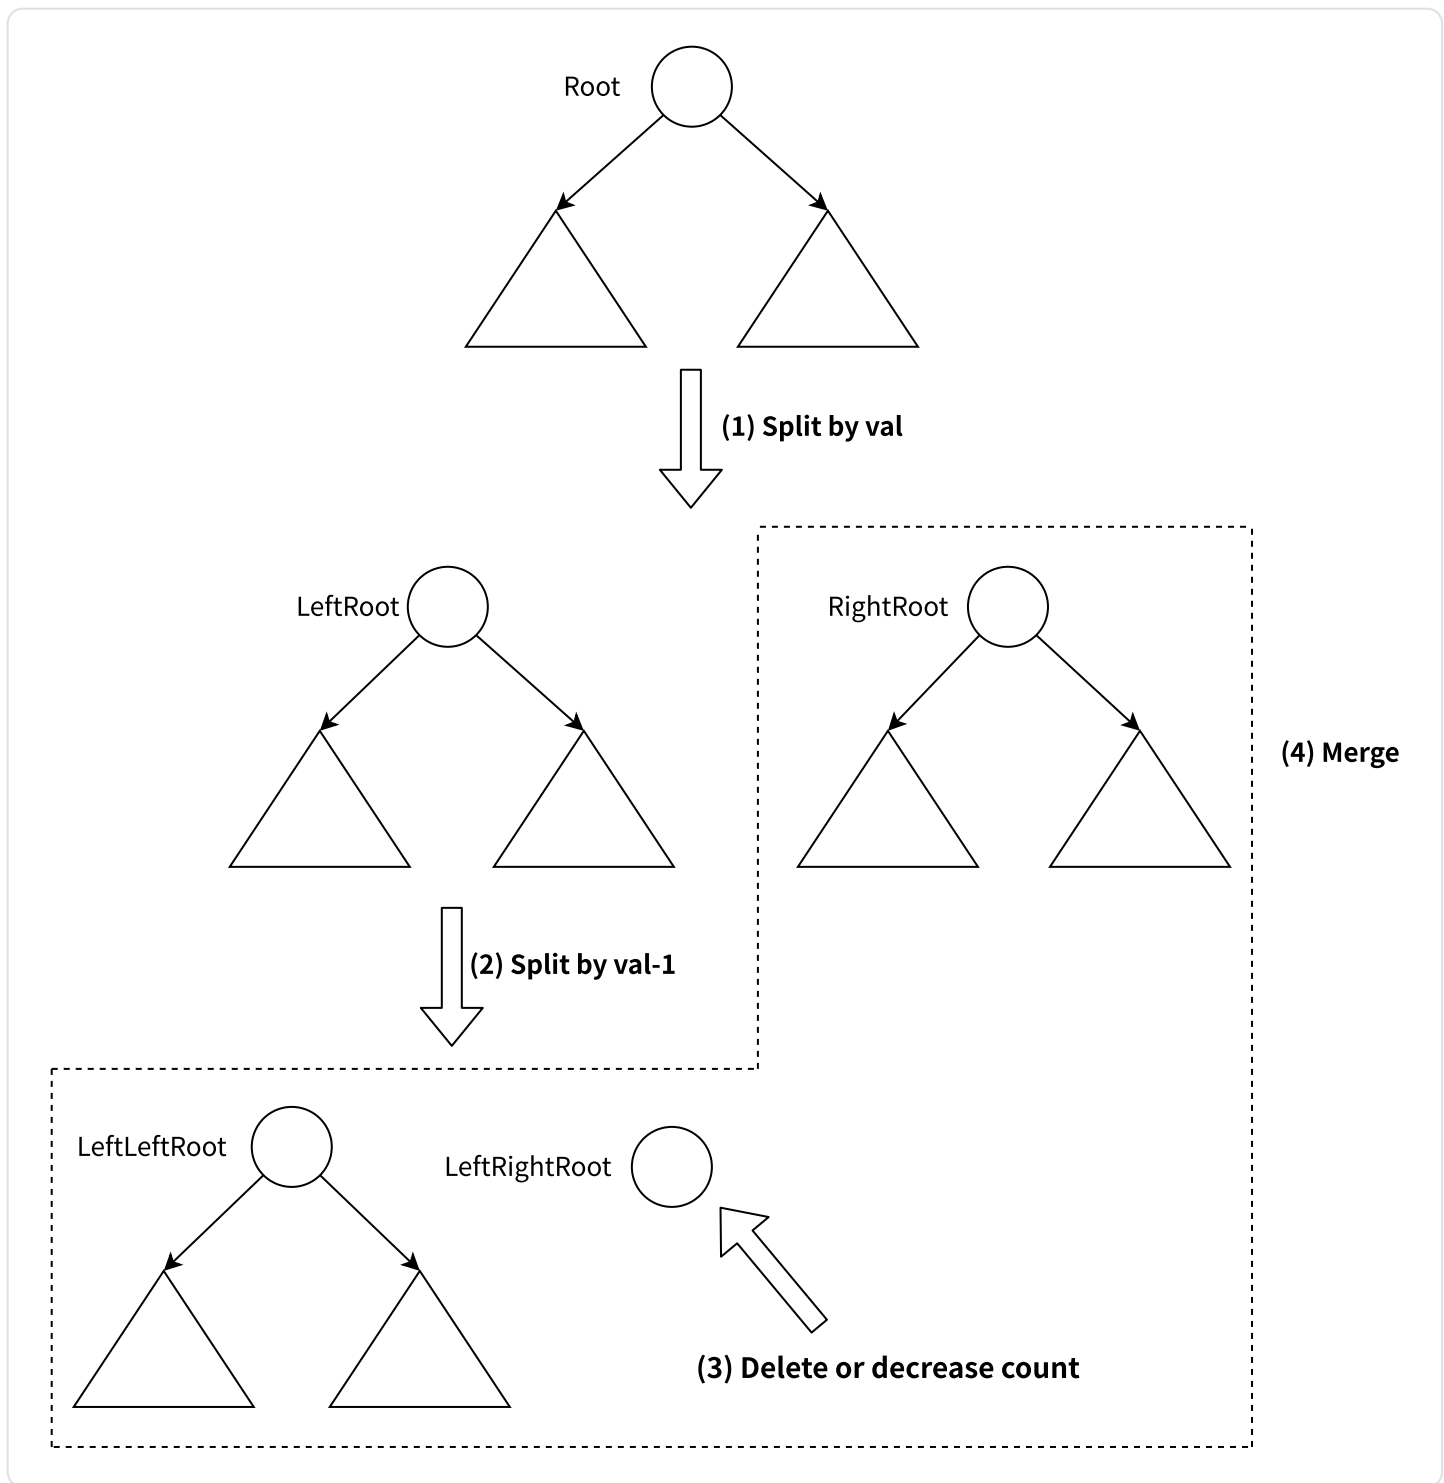 Root
(1) Split by val
LeftRoot
RightRoot
(4) Merge
(2) Split by val-1
LeftLeftRoot
LeftRightRoot
(3) Delete or decrease count